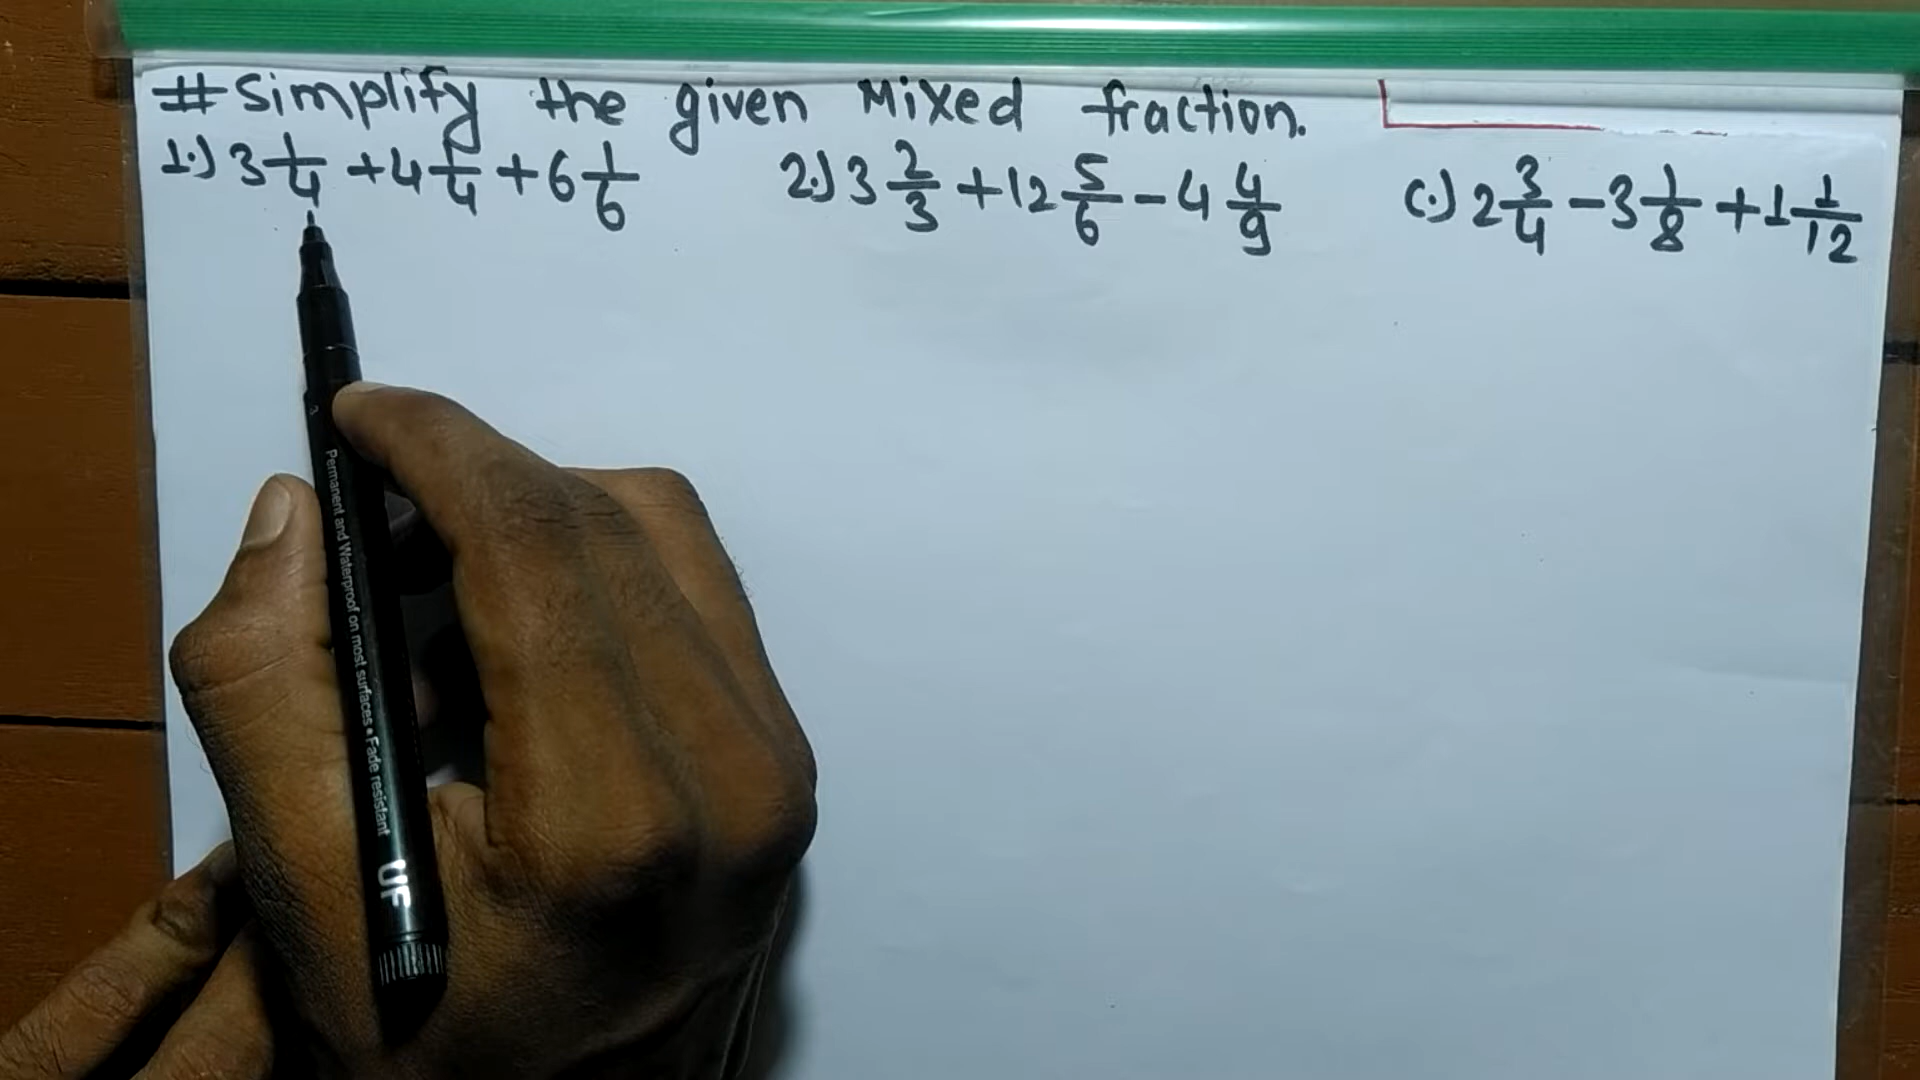 # Simplify the given Mixed fraction.
1.) 3 1/4 + 4 1/4 + 6 1/6 2.) 3 2/3 + 12 5/6 - 4 4/9 c.) 2 3/4 - 3 1/8 + 1 1/12
Permanent and Waterproof on most surfaces • Fade resistant UF